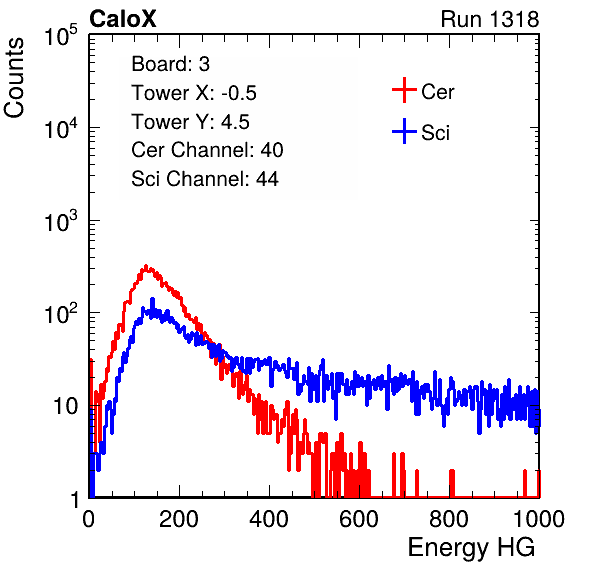 CaloX Run 1318
Counts
10^5
10^4
10^3
10^2
10
1
Board: 3
Tower X: -0.5
Tower Y: 4.5
Cer Channel: 40
Sci Channel: 44
Cer
Sci
0 200 400 600 800 1000
Energy HG